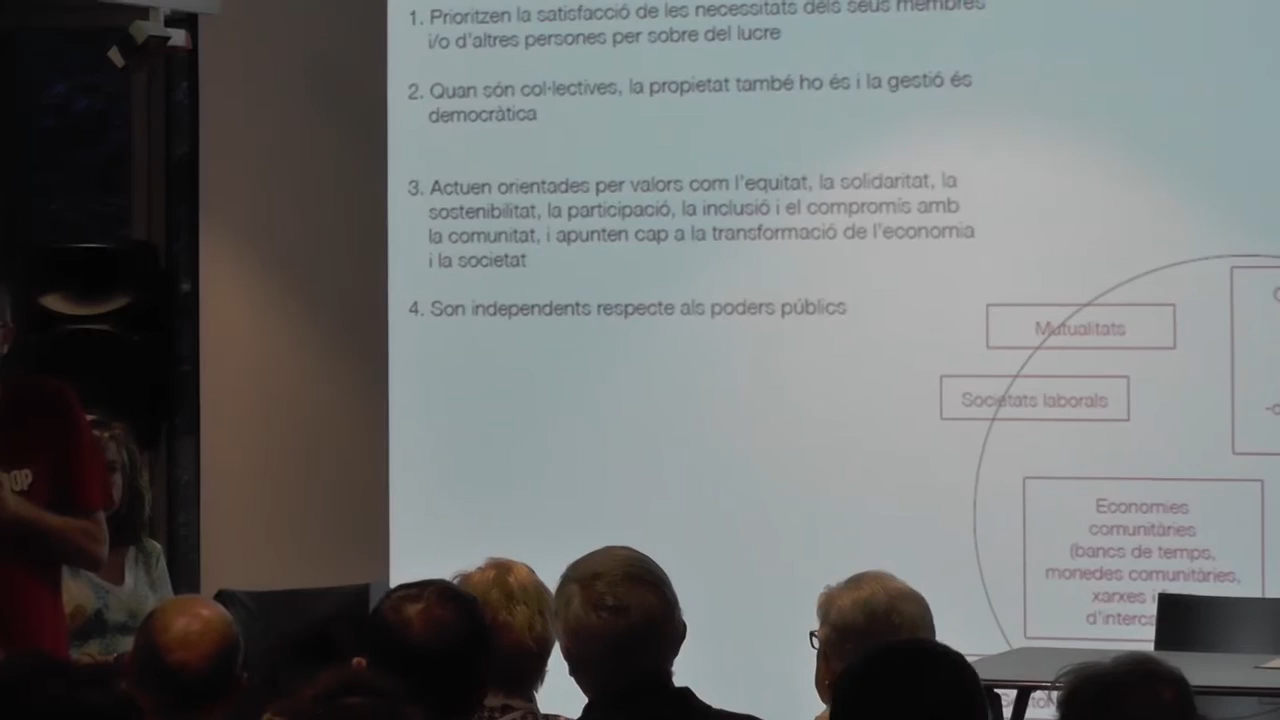 1. Prioritzen la satisfacció de les necessitats dels seus membres
i/o d'altres persones per sobre del lucre
2. Quan són col·lectives, la propietat també ho és i la gestió és
democràtica
3. Actuen orientades per valors com l'equitat, la solidaritat, la
sostenibilitat, la participació, la inclusió i el compromís amb
la comunitat, i apunten cap a la transformació de l'economia
i la societat
4. Son independents respecte als poders públics
Mutualitats
Societats laborals
Economies
comunitàries
(bancs de temps,
monedes comunitàries,
xarxes i